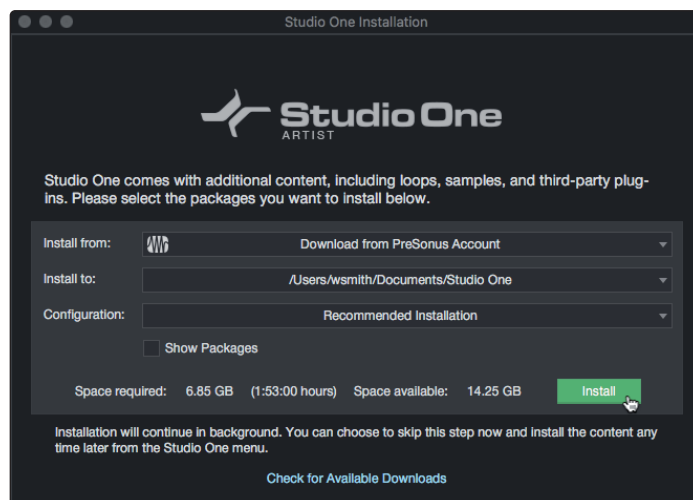 Studio One Installation
Studio One
ARTIST
Studio One comes with additional content, including loops, samples, and third-party plug-
ins. Please select the packages you want to install below.
Install from: Download from PreSonus Account
Install to: /Users/wsmith/Documents/Studio One
Configuration: Recommended Installation
Show Packages
Space required: 6.85 GB (1:53:00 hours) Space available: 14.25 GB Install
Installation will continue in background. You can choose to skip this step now and install the content any
time later from the Studio One menu.
Check for Available Downloads